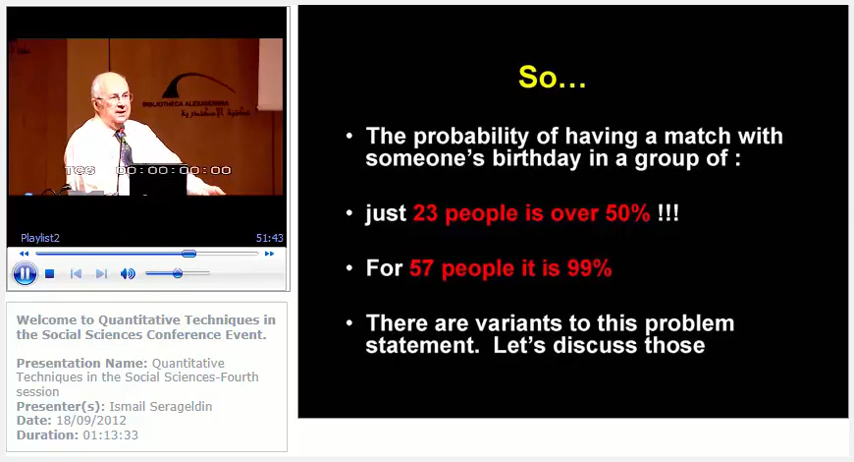 BIBLIOTHECA ALEXANDRINA
مكتبة الإسكندرية
TCG 00:00:00:00
Playlist2 51:43
Welcome to Quantitative Techniques in
the Social Sciences Conference Event.
Presentation Name: Quantitative
Techniques in the Social Sciences-Fourth
session
Presenter(s): Ismail Serageldin
Date: 18/09/2012
Duration: 01:13:33
So...
• The probability of having a match with
someone's birthday in a group of :
• just 23 people is over 50% !!!
• For 57 people it is 99%
• There are variants to this problem
statement. Let's discuss those